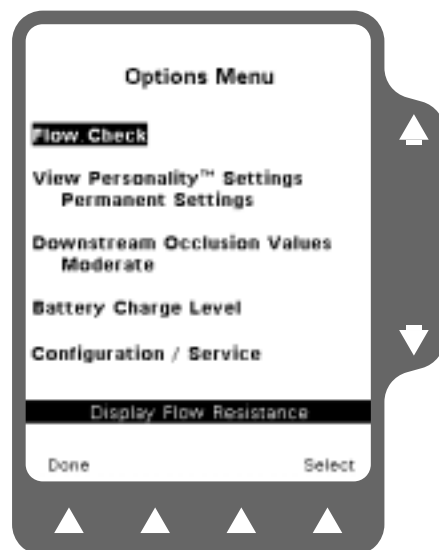 Options Menu
Flow Check
View Personality™ Settings
Permanent Settings
Downstream Occlusion Values
Moderate
Battery Charge Level
Configuration / Service
Display Flow Resistance
Done Select